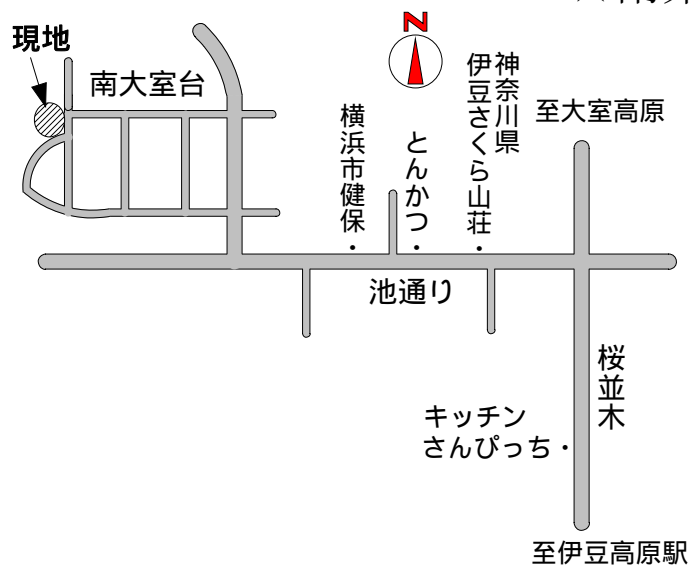 現地
南大室台
N
横浜市健保・
とんかつ・
神奈川県
伊豆さくら山荘・
至大室高原
池通り
桜並木
キッチン
さんぴっち・
至伊豆高原駅